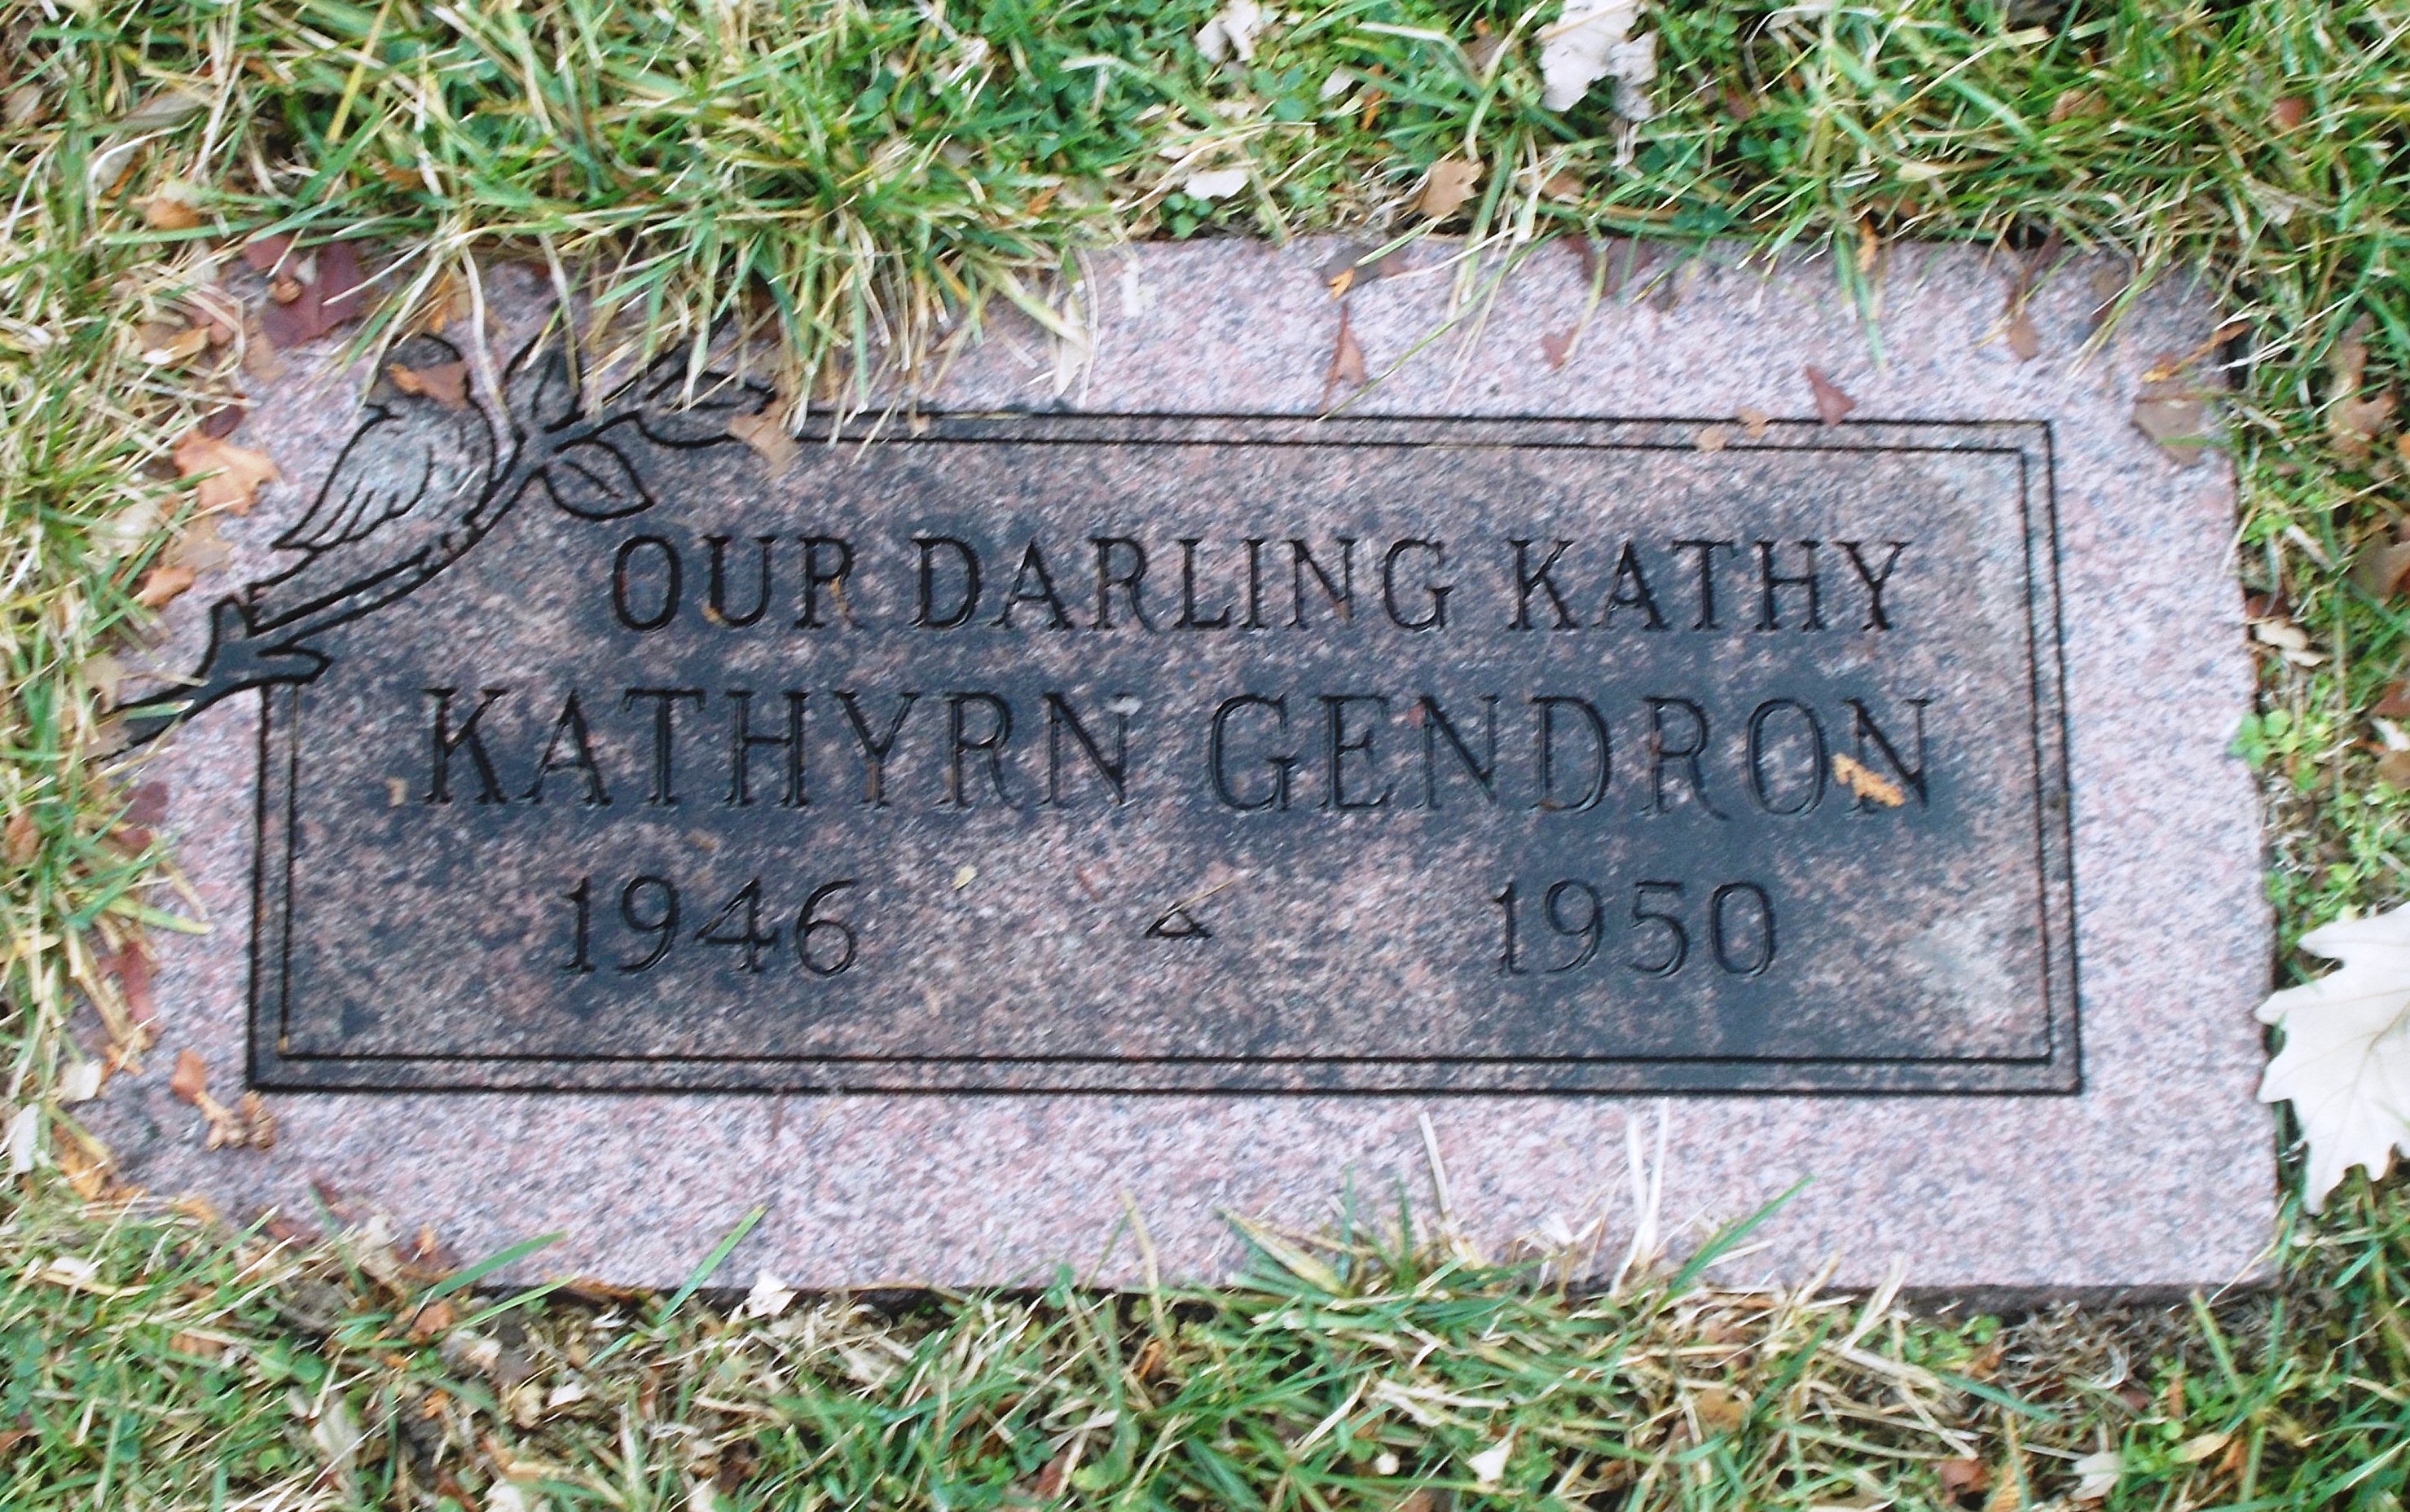 OUR DARLING KATHY
KATHYRN GENDRON
1946 1950